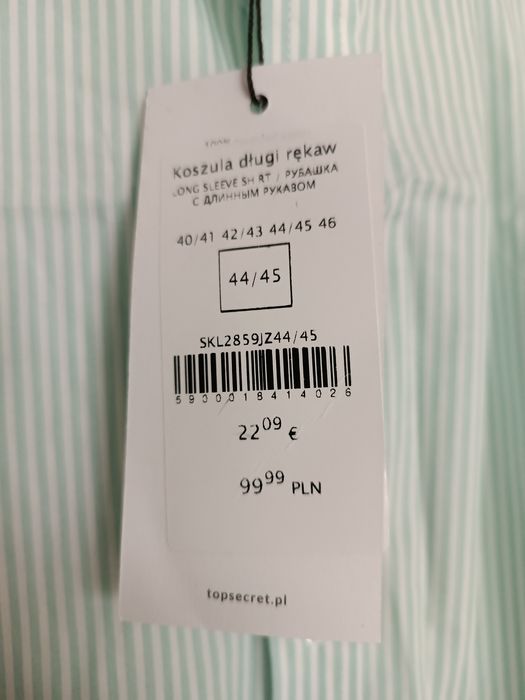 Koszula długi rękaw
LONG SLEEVE SHIRT / РУБАШКА
С ДЛИННЫМ РУКАВОМ
40/41 42/43 44/45 46
44/45
SKL2859JZ44/45
5900018414026
22⁰⁹ €
99⁹⁹ PLN
topsecret.pl